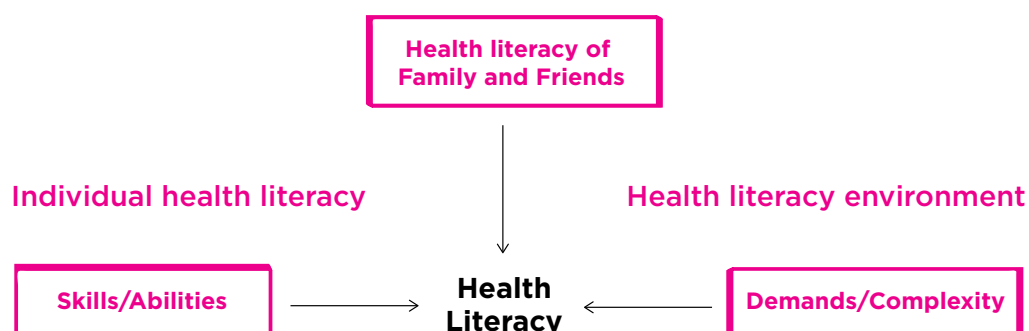 Health literacy of
Family and Friends
Individual health literacy
Health literacy environment
Skills/Abilities
Health
Literacy
Demands/Complexity